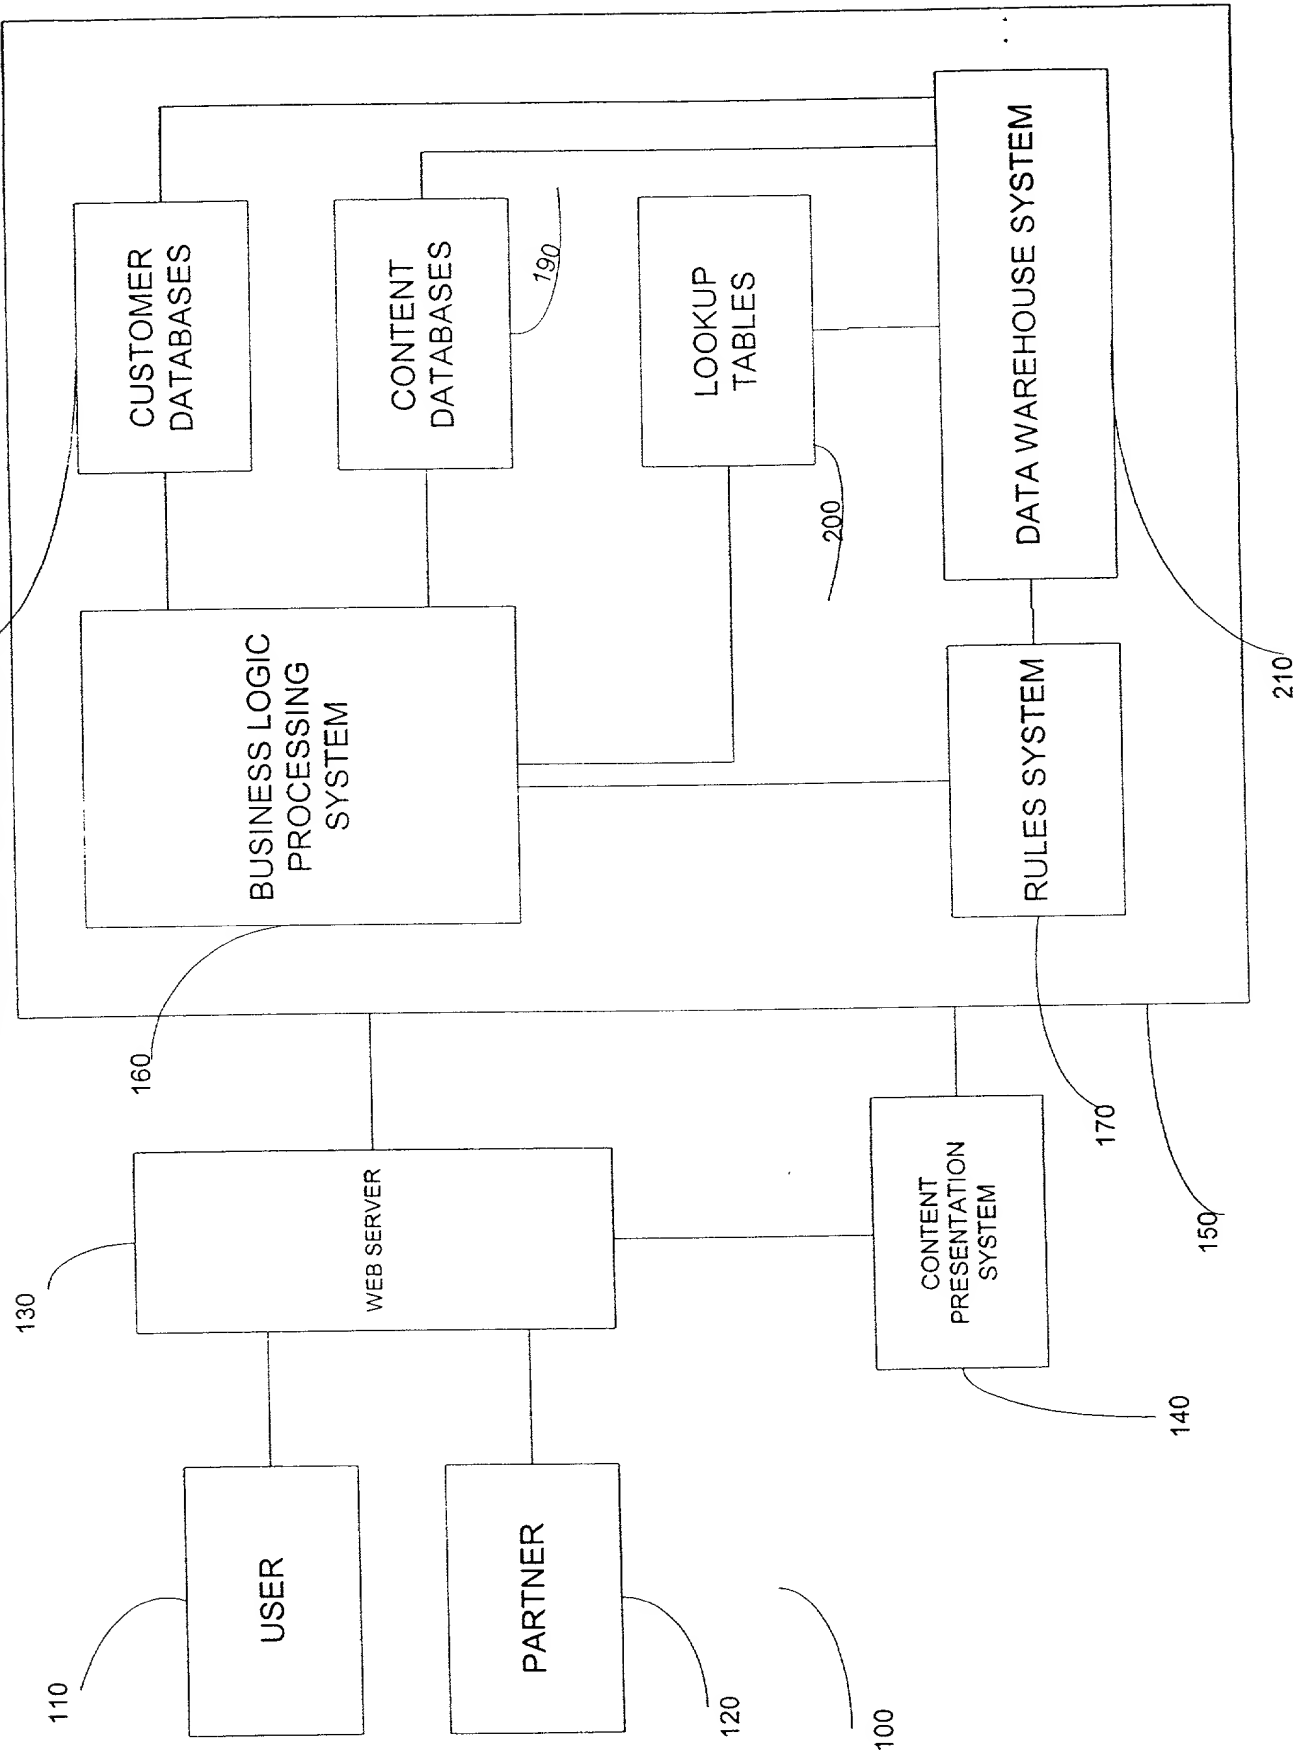 110
USER
PARTNER
120
100
130
WEB SERVER
CONTENT
PRESENTATION
SYSTEM
140
160
BUSINESS LOGIC
PROCESSING
SYSTEM
CUSTOMER
DATABASES
CONTENT
DATABASES
190
LOOKUP
TABLES
200
RULES SYSTEM
170
150
DATA WAREHOUSE SYSTEM
210